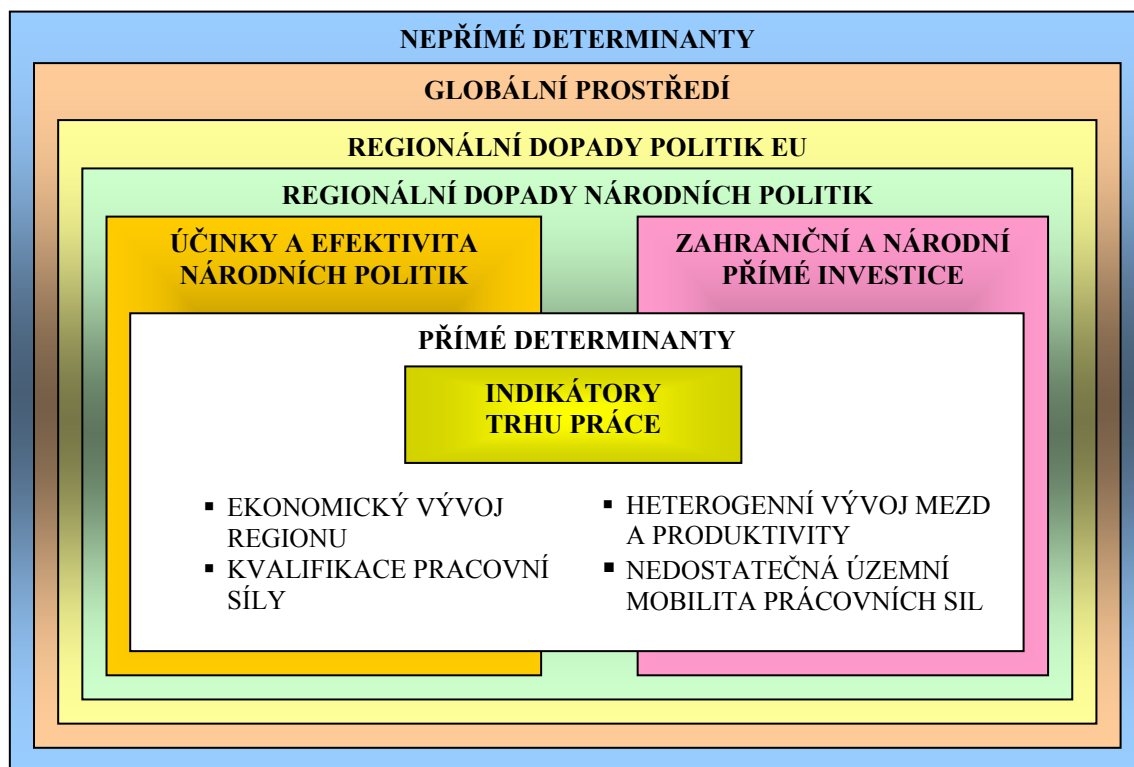 NEPŘÍMÉ DETERMINANTY
GLOBÁLNÍ PROSTŘEDÍ
REGIONÁLNÍ DOPADY POLITIK EU
REGIONÁLNÍ DOPADY NÁRODNÍCH POLITIK
ÚČINKY A EFEKTIVITA
NÁRODNÍCH POLITIK
ZAHRANIČNÍ A NÁRODNÍ
PŘÍMÉ INVESTICE
PŘÍMÉ DETERMINANTY
INDIKÁTORY
TRHU PRÁCE
▪ EKONOMICKÝ VÝVOJ
REGIONU
▪ KVALIFIKACE PRACOVNÍ
SÍLY
▪ HETEROGENNÍ VÝVOJ MEZD
A PRODUKTIVITY
▪ NEDOSTATEČNÁ ÚZEMNÍ
MOBILITA PRÁCOVNÍCH SIL